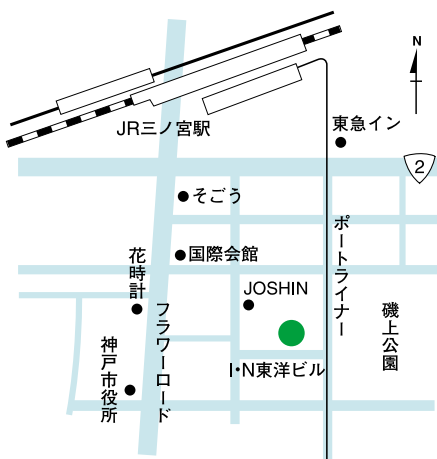 N
JR三ノ宮駅
東急イン
2
そごう
国際会館
花時計
フラワーロード
ポートライナー
JOSHIN
磯上公園
神戸市役所
I・N東洋ビル